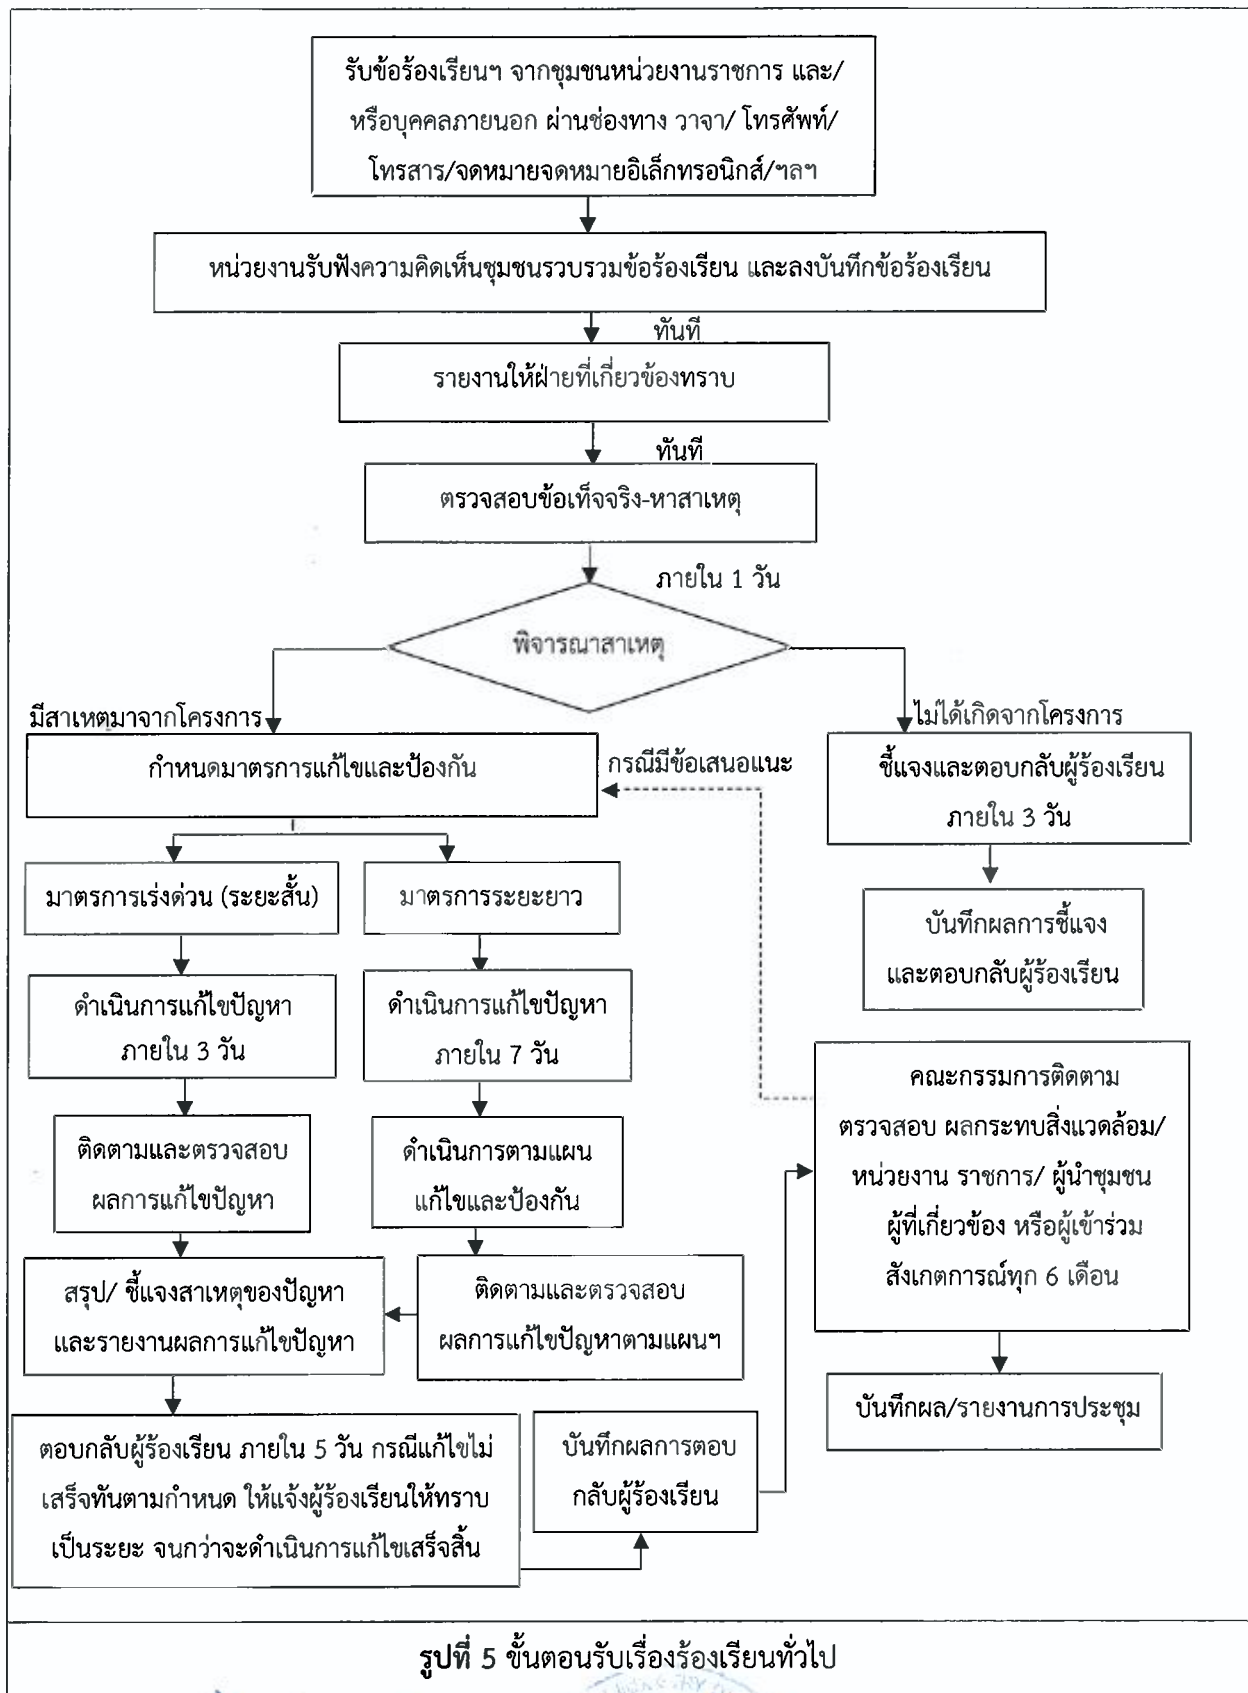 รับข้อร้องเรียนฯ จากชุมชนหน่วยงานราชการ และ/
หรือบุคคลภายนอก ผ่านช่องทาง วาจา/ โทรศัพท์/
โทรสาร/จดหมายจดหมายอิเล็กทรอนิกส์/ฯลฯ
หน่วยงานรับฟังความคิดเห็นชุมชนรวบรวมข้อร้องเรียน และลงบันทึกข้อร้องเรียน
ทันที
รายงานให้ฝ่ายที่เกี่ยวข้องทราบ
ทันที
ตรวจสอบข้อเท็จจริง-หาสาเหตุ
ภายใน 1 วัน
พิจารณาสาเหตุ
มีสาเหตุมาจากโครงการ
ไม่ได้เกิดจากโครงการ
กำหนดมาตรการแก้ไขและป้องกัน
กรณีมีข้อเสนอแนะ
ชี้แจงและตอบกลับผู้ร้องเรียน
ภายใน 3 วัน
มาตรการเร่งด่วน (ระยะสั้น)
มาตรการระยะยาว
บันทึกผลการชี้แจง
และตอบกลับผู้ร้องเรียน
ดำเนินการแก้ไขปัญหา
ภายใน 3 วัน
ดำเนินการแก้ไขปัญหา
ภายใน 7 วัน
คณะกรรมการติดตาม
ตรวจสอบ ผลกระทบสิ่งแวดล้อม/
หน่วยงาน ราชการ/ ผู้นำชุมชน
ผู้ที่เกี่ยวข้อง หรือผู้เข้าร่วม
สังเกตการณ์ทุก 6 เดือน
ติดตามและตรวจสอบ
ผลการแก้ไขปัญหา
ดำเนินการตามแผน
แก้ไขและป้องกัน
สรุป/ ชี้แจงสาเหตุของปัญหา
และรายงานผลการแก้ไขปัญหา
ติดตามและตรวจสอบ
ผลการแก้ไขปัญหาตามแผนฯ
บันทึกผล/รายงานการประชุม
ตอบกลับผู้ร้องเรียน ภายใน 5 วัน กรณีแก้ไขไม่
เสร็จทันตามกำหนด ให้แจ้งผู้ร้องเรียนให้ทราบ
เป็นระยะ จนกว่าจะดำเนินการแก้ไขเสร็จสิ้น
บันทึกผลการตอบ
กลับผู้ร้องเรียน
รูปที่ 5 ขั้นตอนรับเรื่องร้องเรียนทั่วไป